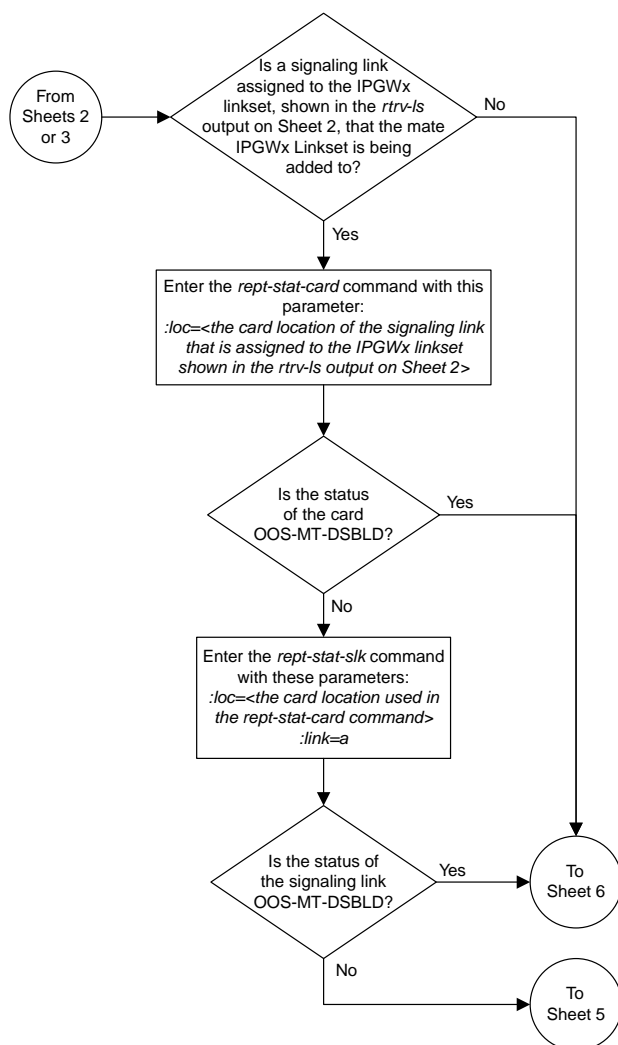 From
Sheets 2
or 3
Is a signaling link
assigned to the IPGWx
linkset, shown in the rtrv-ls
output on Sheet 2, that the mate
IPGWx Linkset is being
added to?
No
Yes
Enter the rept-stat-card command with this
parameter:
:loc=<the card location of the signaling link
that is assigned to the IPGWx linkset
shown in the rtrv-ls output on Sheet 2>
Is the status
of the card
OOS-MT-DSBLD?
Yes
No
Enter the rept-stat-slk command
with these parameters:
:loc=<the card location used in
the rept-stat-card command>
:link=a
Is the status of
the signaling link
OOS-MT-DSBLD?
Yes
To
Sheet 6
No
To
Sheet 5